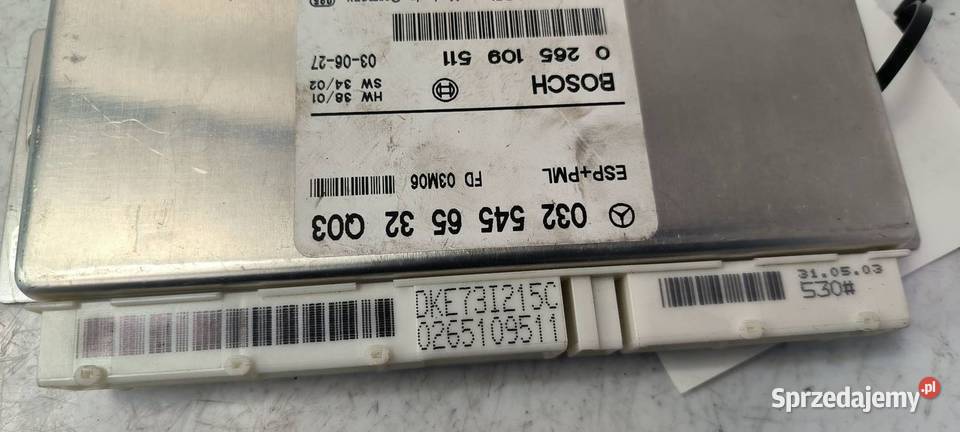 032 545 65 32 Q03
ESP+PML
FD 03M06
BOSCH
HW 38/01
SW 34/02
0 265 109 511
03-06-27
DKE73I215C
0265109511
31.05.03
530#
Sprzedajemy.pl